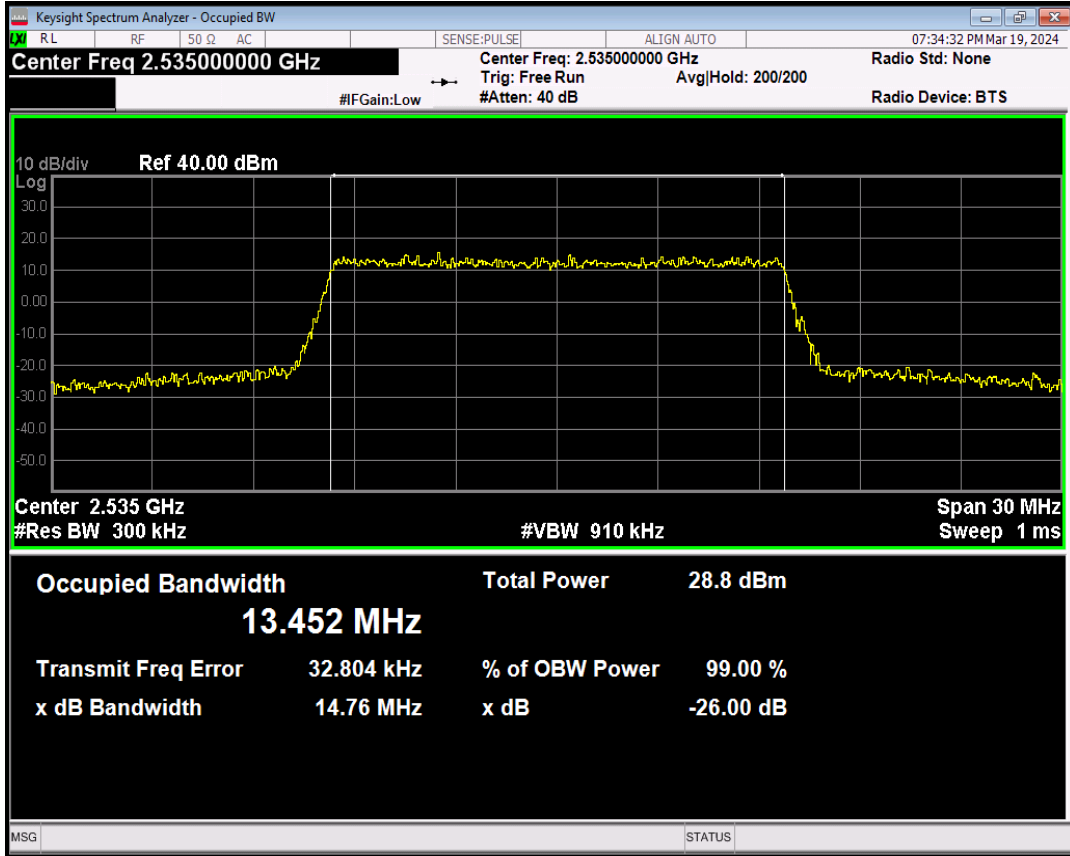 Keysight Spectrum Analyzer - Occupied BW
LXI RL RF 50 Ω AC SENSE:PULSE ALIGN AUTO 07:34:32 PM Mar 19, 2024
Center Freq 2.535000000 GHz
Center Freq: 2.535000000 GHz
Radio Std: None
Trig: Free Run
Avg|Hold: 200/200
#IFGain:Low
#Atten: 40 dB
Radio Device: BTS
10 dB/div
Ref 40.00 dBm
Log
30.0
20.0
10.0
0.00
-10.0
-20.0
-30.0
-40.0
-50.0
Center 2.535 GHz
Span 30 MHz
#Res BW 300 kHz
#VBW 910 kHz
Sweep 1 ms
Occupied Bandwidth
13.452 MHz
Total Power 28.8 dBm
Transmit Freq Error 32.804 kHz
% of OBW Power 99.00 %
x dB Bandwidth 14.76 MHz
x dB -26.00 dB
MSG
STATUS